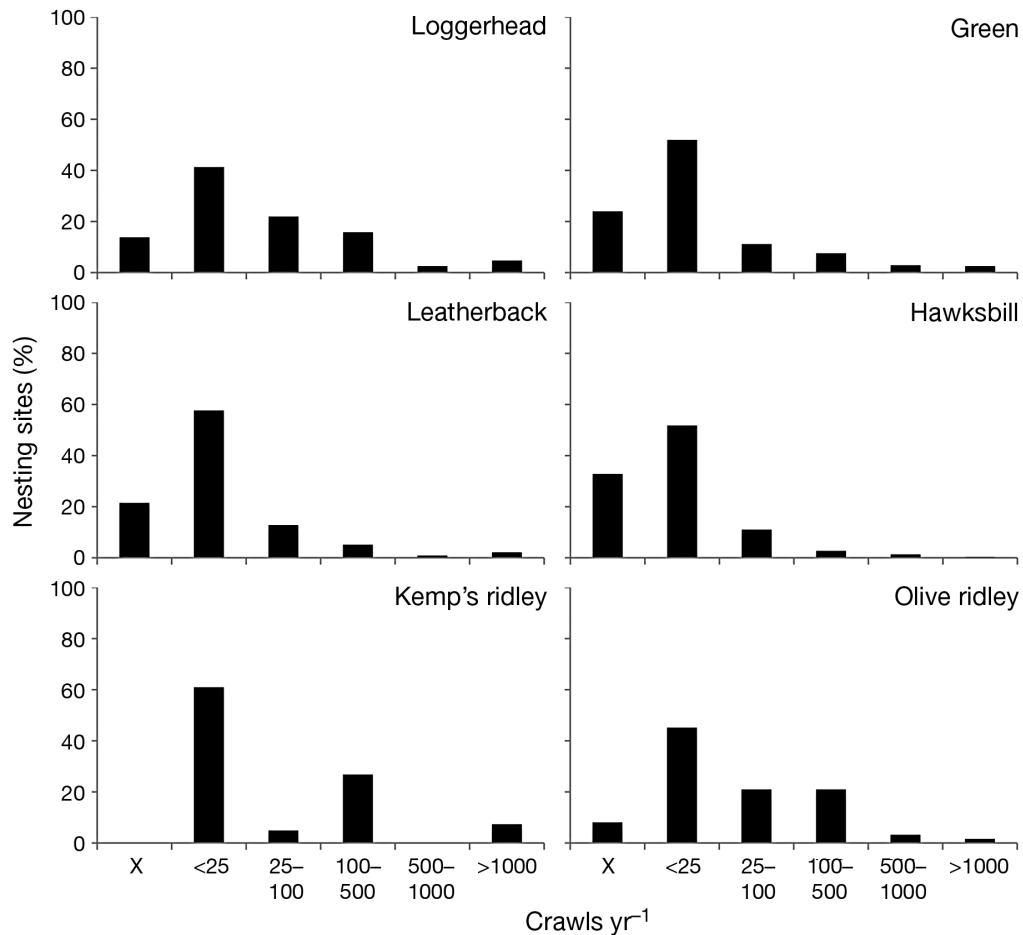 100
80
60
40
20
0
Loggerhead
Green
100
80
60
40
20
0
Leatherback
Hawksbill
100
80
60
40
20
0
Kemp's ridley
Olive ridley
Nesting sites (%)
X <25 25– 100– 500– >1000 X <25 25– 100– 500– >1000
100 500 1000 100 500 1000
Crawls yr–1